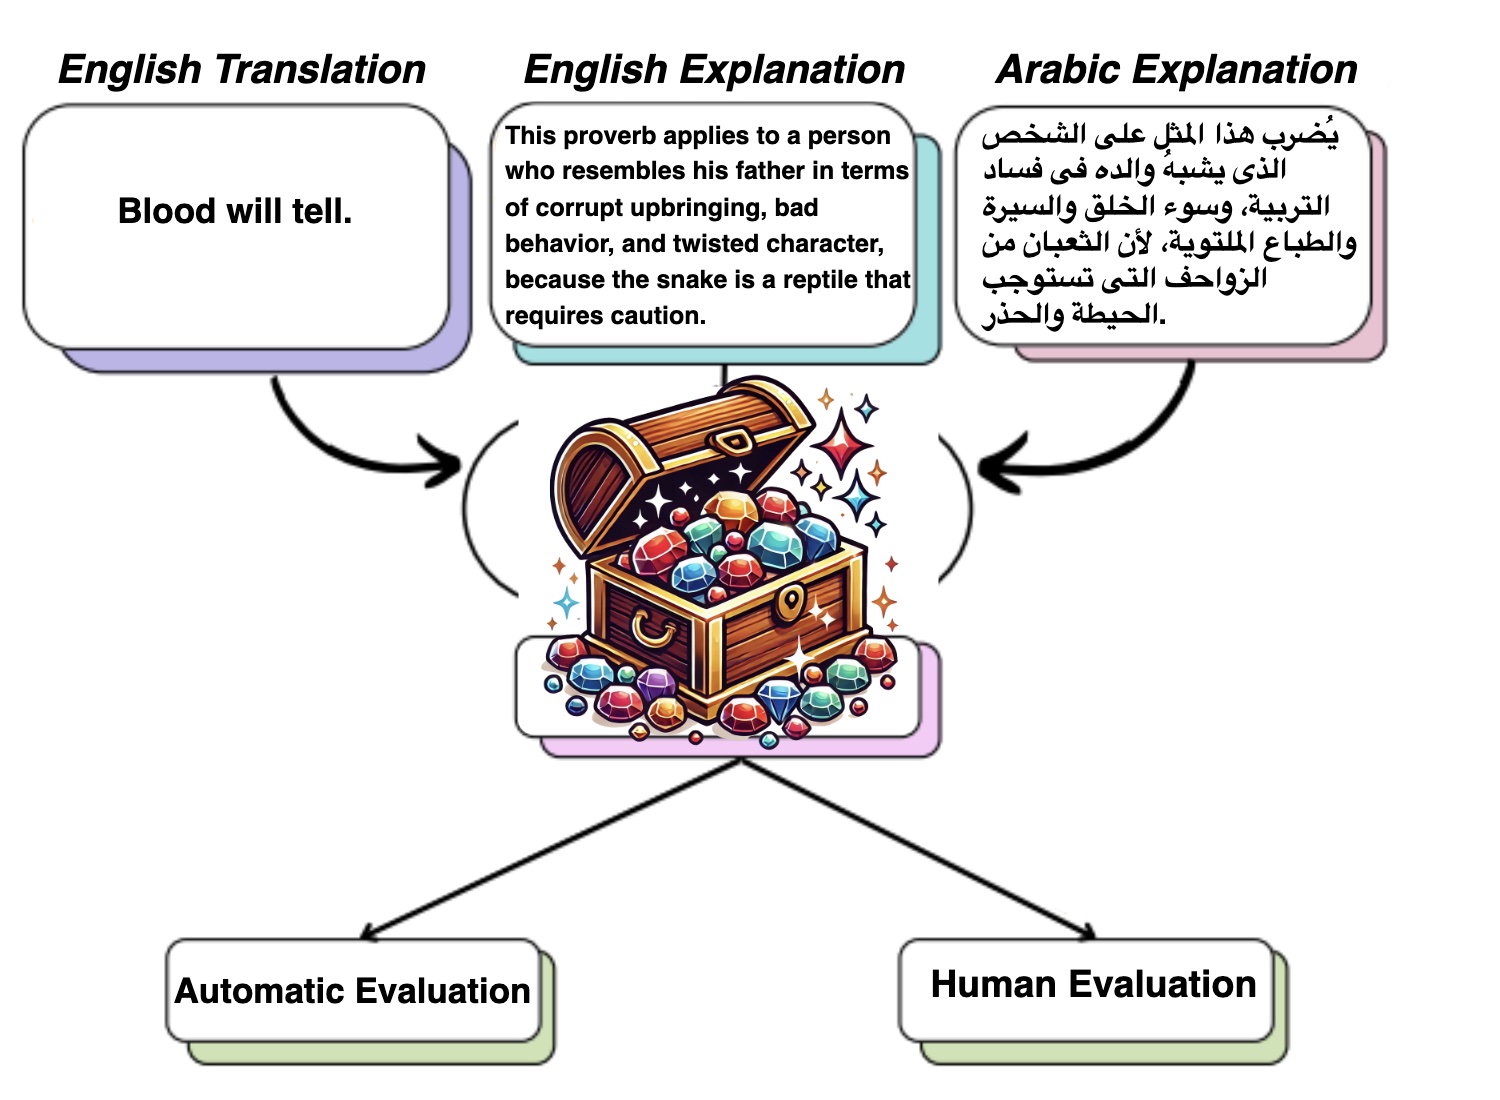 English Translation
English Explanation
Arabic Explanation
Blood will tell.
This proverb applies to a person
who resembles his father in terms
of corrupt upbringing, bad
behavior, and twisted character,
because the snake is a reptile that
requires caution.
يُضرب هذا المثل على الشخص
الذى يشبهُ والده فى فساد
التربية، وسوء الخلق والسيرة
والطباع الملتوية، لأن الثعبان من
الزواحف التى تستوجب
الحيطة والحذر.
Automatic Evaluation
Human Evaluation